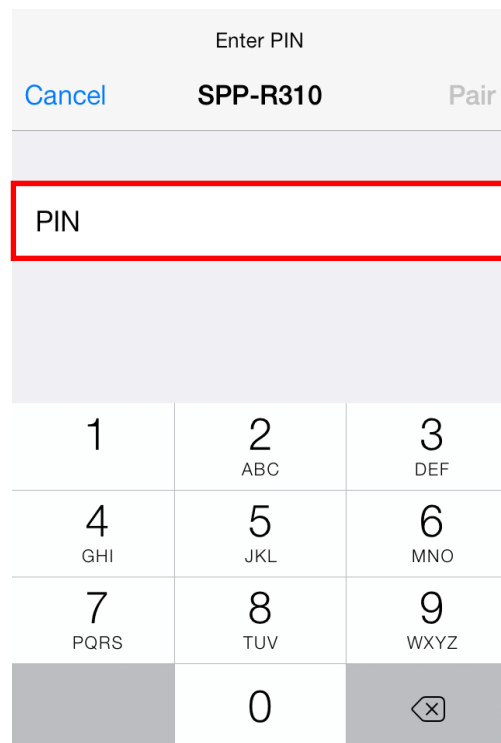 Enter PIN
Cancel SPP-R310 Pair
PIN
1 2 3
ABC DEF
4 5 6
GHI JKL MNO
7 8 9
PQRS TUV WXYZ
0